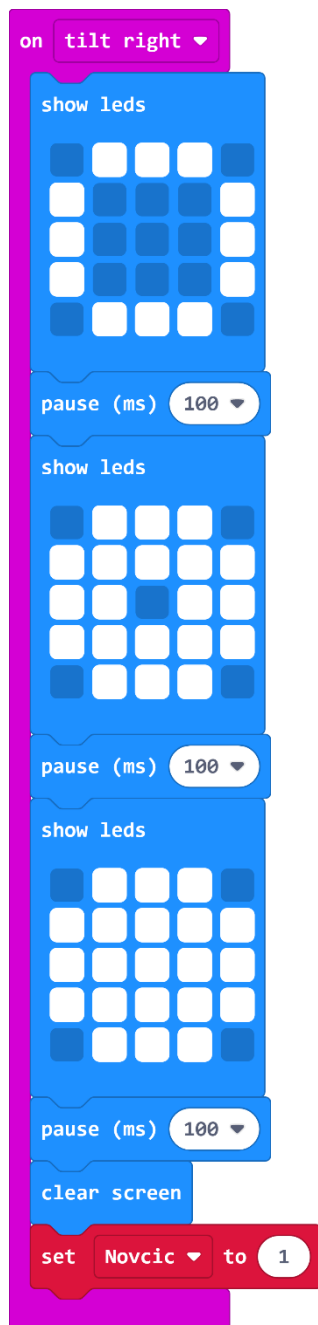 on tilt right
show leds
pause (ms) 100
show leds
pause (ms) 100
show leds
pause (ms) 100
clear screen
set Novcic to 1